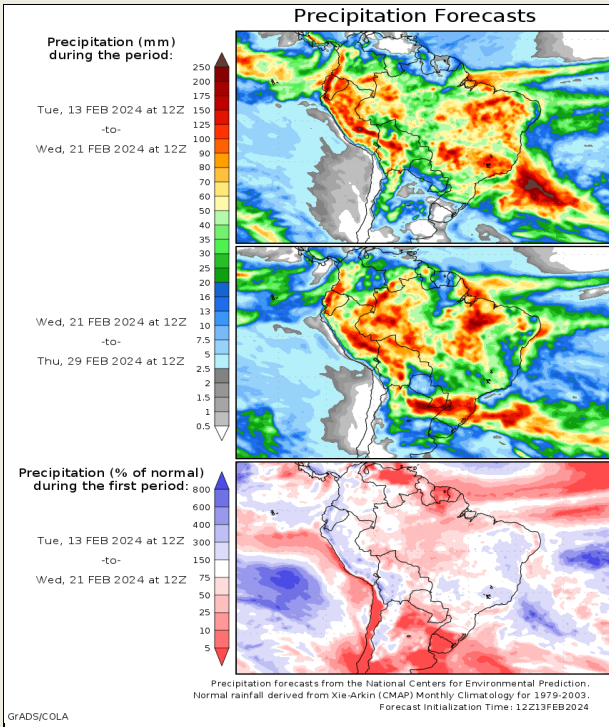 Precipitation Forecasts
Precipitation (mm)
during the period:
Tue, 13 FEB 2024 at 12Z
-to-
Wed, 21 FEB 2024 at 12Z
250
200
175
150
125
100
90
80
70
60
50
40
35
30
25
20
16
13
10
7.5
5
2.5
2
1.5
1
0.5
Wed, 21 FEB 2024 at 12Z
-to-
Thu, 29 FEB 2024 at 12Z
Precipitation (% of normal)
during the first period:
Tue, 13 FEB 2024 at 12Z
-to-
Wed, 21 FEB 2024 at 12Z
800
600
400
300
150
75
50
25
10
5
Precipitation forecasts from the National Centers for Environmental Prediction.
Normal rainfall derived from Xie-Arkin (CMAP) Monthly Climatology for 1979-2003.
Forecast Initialization Time: 12Z13FEB2024
GrADS/COLA